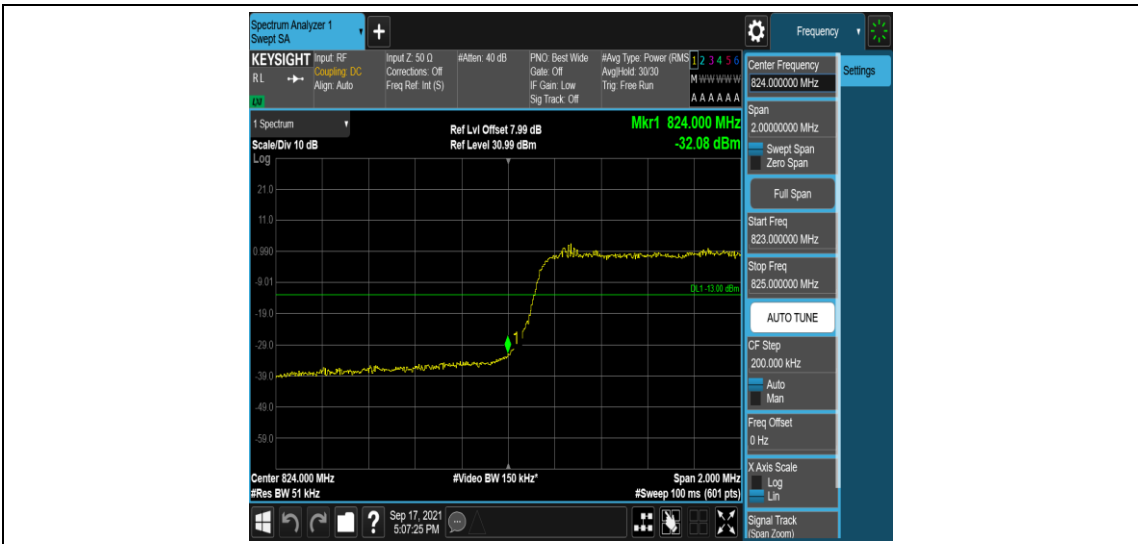 Spectrum Analyzer 1
Swept SA
+
Frequency
KEYSIGHT
RL
LXI
Input: RF
Coupling: DC
Align: Auto
Input Z: 50 Ω
Corrections: Off
Freq Ref: Int (S)
#Atten: 40 dB
PNO: Best Wide
Gate: Off
IF Gain: Low
Sig Track: Off
#Avg Type: Power (RMS
Avg|Hold: 30/30
Trig: Free Run
1 2 3 4 5 6
M W W W W W
A A A A A A
1 Spectrum
Scale/Div 10 dB
Log
Ref Lvl Offset 7.99 dB
Ref Level 30.99 dBm
Mkr1 824.000 MHz
-32.08 dBm
21.0
11.0
0.990
-9.01
DL1 -13.00 dBm
-19.0
-29.0
1
-39.0
-49.0
-59.0
Center 824.000 MHz
#Res BW 51 kHz
#Video BW 150 kHz*
Span 2.000 MHz
#Sweep 100 ms (601 pts)
Center Frequency
824.000000 MHz
Settings
Span
2.00000000 MHz
Swept Span
Zero Span
Full Span
Start Freq
823.000000 MHz
Stop Freq
825.000000 MHz
AUTO TUNE
CF Step
200.000 kHz
Auto
Man
Freq Offset
0 Hz
X Axis Scale
Log
Lin
Signal Track
(Span Zoom)
?
Sep 17, 2021
5:07:25 PM